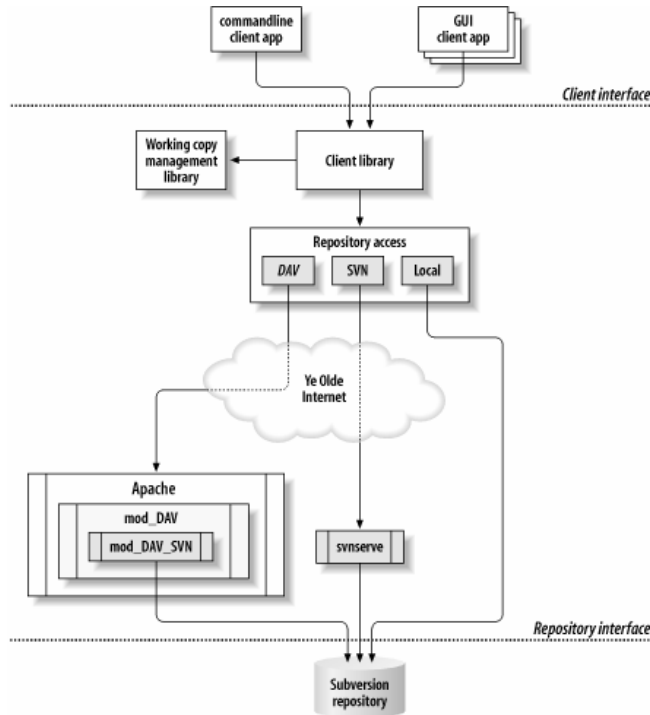 commandline
client app
GUI
client app
Client interface
Working copy
management
library
Client library
Repository access
DAV
SVN
Local
Ye Olde
Internet
Apache
mod_DAV
mod_DAV_SVN
svnserve
Repository interface
Subversion
repository